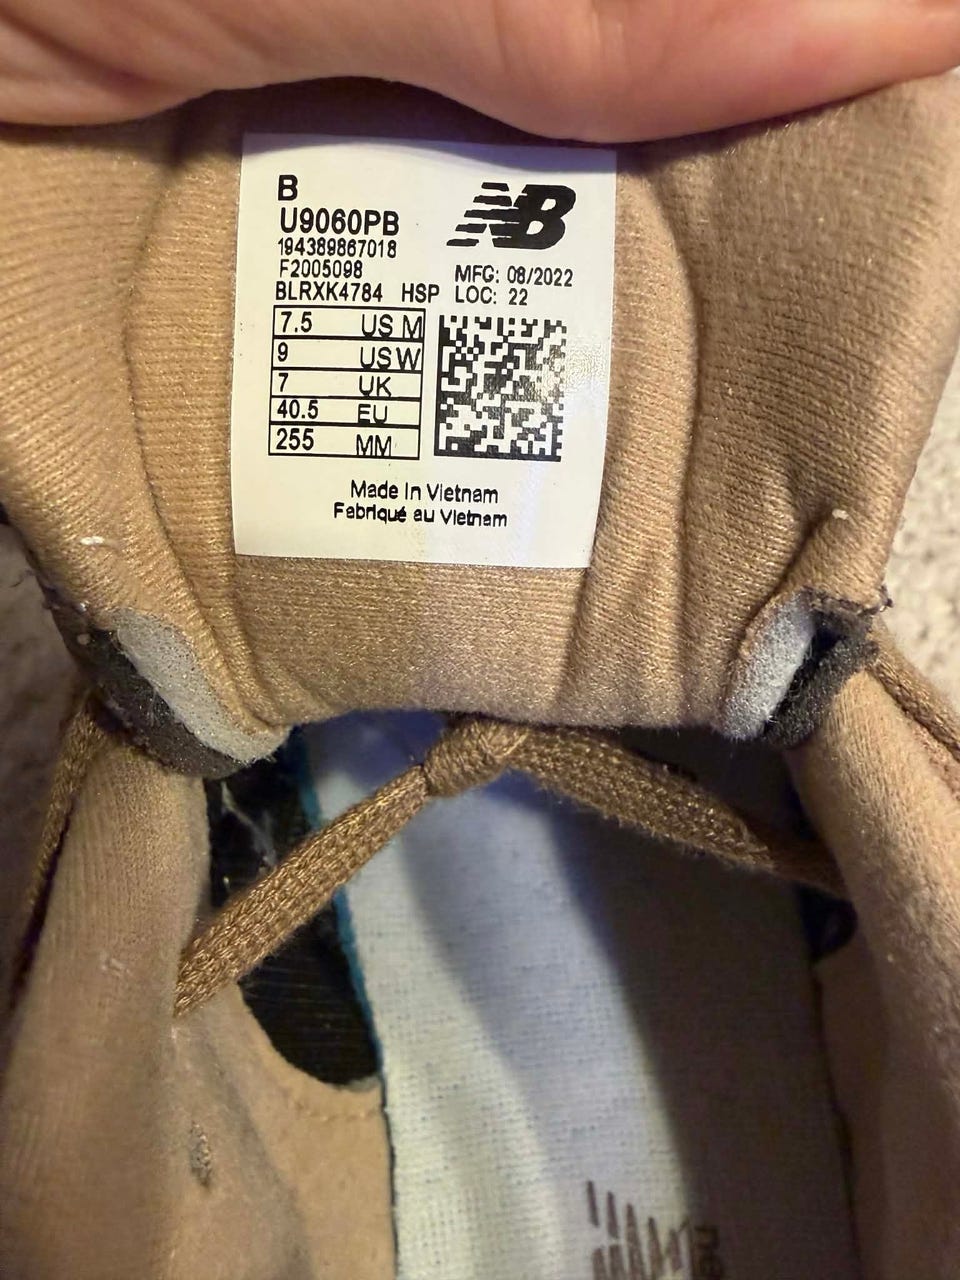 B
U9060PB
194389867018
F2005098
BLRXK4784 HSP
NB
MFG: 08/2022
LOC: 22
7.5 US M
9 US W
7 UK
40.5 EU
255 MM
Made In Vietnam
Fabriqué au Vietnam